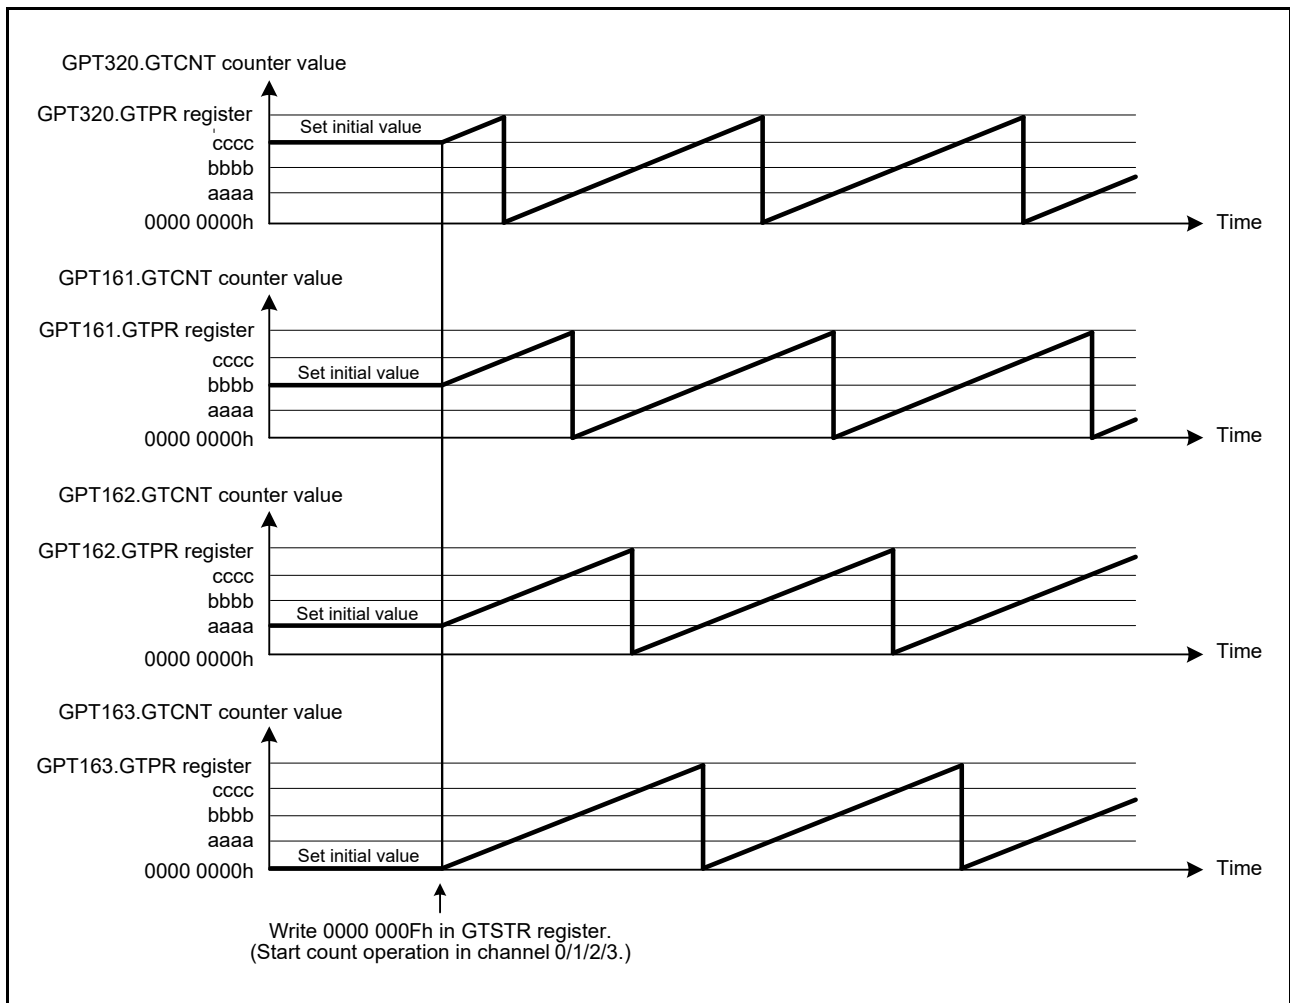 GPT320.GTCNT counter value
GPT320.GTPR register
Set initial value
cccc
bbbb
aaaa
0000 0000h
Time
GPT161.GTCNT counter value
GPT161.GTPR register
cccc
Set initial value
bbbb
aaaa
0000 0000h
Time
GPT162.GTCNT counter value
GPT162.GTPR register
cccc
bbbb
Set initial value
aaaa
0000 0000h
Time
GPT163.GTCNT counter value
GPT163.GTPR register
cccc
bbbb
aaaa
Set initial value
0000 0000h
Time
Write 0000 000Fh in GTSTR register.
(Start count operation in channel 0/1/2/3.)